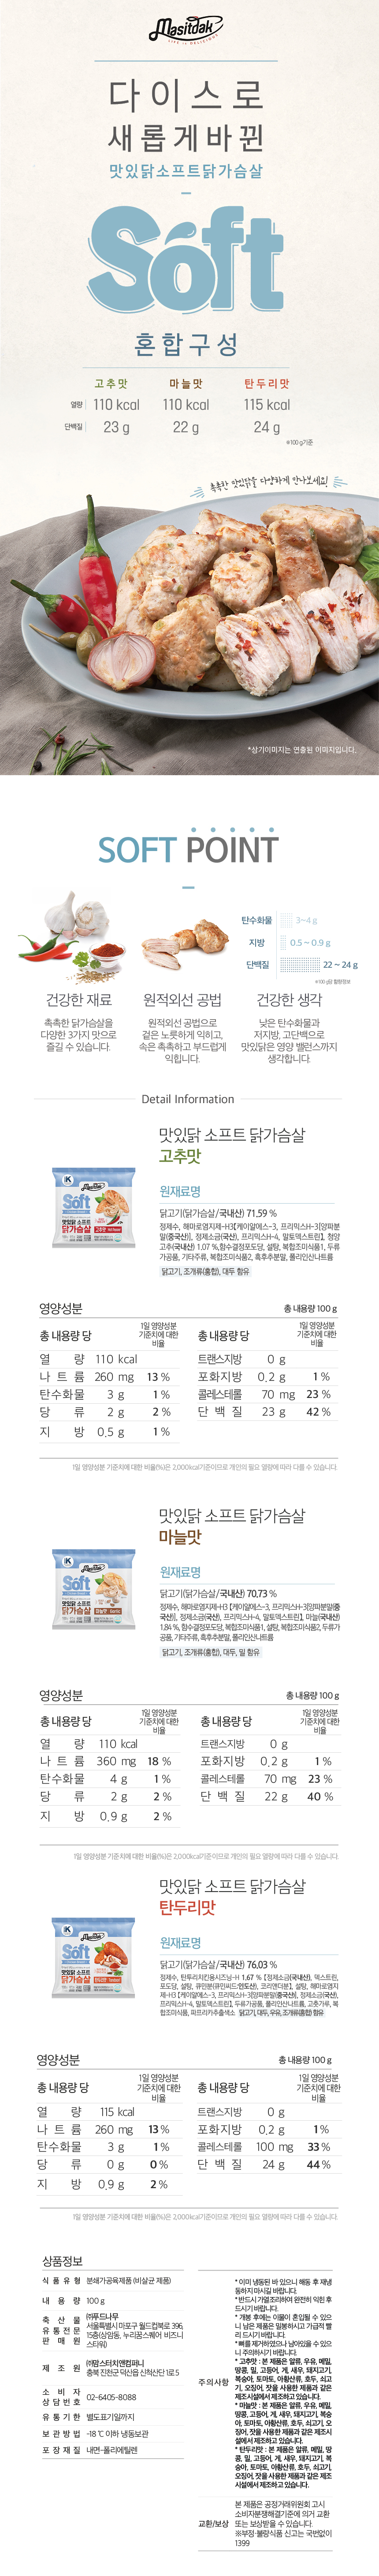 Masitdak
LIFE is DELICIOUS
다이스로
새롭게바뀐
맛있닭소프트닭가슴살
Soft
혼합구성
고추맛 마늘맛 탄두리맛
열량 110 kcal 110 kcal 115 kcal
단백질 23 g 22 g 24 g
※100 g기준
촉촉한 맛있닭을 다양하게 만나보세요!
*상기이미지는 연출된 이미지입니다.
SOFT POINT
탄수화물 3~4 g
지방 0.5 ~ 0.9 g
단백질 22 ~ 24 g
※100 g당 함량정보
건강한 재료
촉촉한 닭가슴살을
다양한 3가지 맛으로
즐길 수 있습니다.
원적외선 공법
원적외선 공법으로
겉은 노릇하게 익히고,
속은 촉촉하고 부드럽게
익힙니다.
건강한 생각
낮은 탄수화물과
저지방, 고단백으로
맛있닭은 영양 밸런스까지
생각합니다.
Detail Information
맛있닭 소프트 닭가슴살
고추맛
원재료명
닭고기(닭가슴살/국내산) 71.59 %
정제수, 해마로염지제-H3【케이알에스-3, 프리믹스H-3[양파분
말(중국산)], 정제소금(국산), 프리믹스H-4, 말토덱스트린】, 청양
고추(국내산) 1.07 %,함수결정포도당, 설탕, 복합조미식품1, 두류
가공품, 기타주류, 복합조미식품2, 흑후추분말, 폴리인산나트륨
닭고기, 조개류(홍합), 대두 함유
Masitdak
Soft
맛있닭 소프트
닭가슴살
고추맛
영양성분 총 내용량 100 g
총 내용량 당 1일 영양성분
기준치에 대한
비율
열 량 110 kcal
나 트 륨 260 mg 13 %
탄수화물 3 g 1 %
당 류 2 g 2 %
지 방 0.5 g 1 %
총 내용량 당 1일 영양성분
기준치에 대한
비율
트랜스지방 0 g
포화지방 0.2 g 1 %
콜레스테롤 70 mg 23 %
단 백 질 23 g 42 %
1일 영양성분 기준치에 대한 비율(%)은 2,000kcal기준이므로 개인의 필요 열량에 따라 다를 수 있습니다.
맛있닭 소프트 닭가슴살
마늘맛
원재료명
닭고기(닭가슴살/국내산) 70.73 %
정제수, 해마로염지제-H3【케이알에스-3, 프리믹스H-3[양파분말(중
국산)], 정제소금(국산), 프리믹스H-4, 말토덱스트린】, 마늘(국내산)
1.84 %, 함수결정포도당, 복합조미식품1, 설탕, 복합조미식품2, 두류가
공품, 기타주류, 흑후추분말, 폴리인산나트륨
닭고기, 조개류(홍합), 대두, 밀 함유
Masitdak
Soft
맛있닭 소프트
닭가슴살
마늘맛 Garlic
영양성분 총 내용량 100 g
총 내용량 당 1일 영양성분
기준치에 대한
비율
열 량 110 kcal
나 트 륨 360 mg 18 %
탄수화물 4 g 1 %
당 류 2 g 2 %
지 방 0.9 g 2 %
총 내용량 당 1일 영양성분
기준치에 대한
비율
트랜스지방 0 g
포화지방 0.2 g 1 %
콜레스테롤 70 mg 23 %
단 백 질 22 g 40 %
1일 영양성분 기준치에 대한 비율(%)은 2,000kcal기준이므로 개인의 필요 열량에 따라 다를 수 있습니다.
맛있닭 소프트 닭가슴살
탄두리맛
원재료명
닭고기(닭가슴살/국내산) 76.03 %
정제수, 탄투리치킨용시즈닝-H 1.67 %【정제소금(국내산), 덱스트린,
포도당, 설탕, 큐민분(큐민씨드:인도산), 코리앤더분】, 설탕, 해마로염지
제-H3【케이알에스-3, 프리믹스H-3[양파분말(중국산)], 정제소금(국산),
프리믹스H-4, 말토덱스트린】, 두류가공품, 폴리인산나트륨, 고춧가루, 복
합조미식품, 파프리카추출색소 닭고기, 대두, 우유, 조개류(홍합) 함유
Masitdak
Soft
맛있닭 소프트
닭가슴살
탄두리맛 Tandoori
영양성분 총 내용량 100 g
총 내용량 당 1일 영양성분
기준치에 대한
비율
열 량 115 kcal
나 트 륨 260 mg 13 %
탄수화물 3 g 1 %
당 류 0 g 0 %
지 방 0.9 g 2 %
총 내용량 당 1일 영양성분
기준치에 대한
비율
트랜스지방 0 g
포화지방 0.2 g 1 %
콜레스테롤 100 mg 33 %
단 백 질 24 g 44 %
1일 영양성분 기준치에 대한 비율(%)은 2,000kcal기준이므로 개인의 필요 열량에 따라 다를 수 있습니다.
상품정보
식 품 유 형 분쇄가공육제품 (비살균 제품)
내 용 량 100 g
축 산 물
유 통 전 문
판 매 원
㈜푸드나무
서울특별시 마포구 월드컵북로 396,
15층(상암동, 누리꿈스퀘어 비즈니
스타워)
제 조 원 ㈜맘스터치앤컴퍼니
충북 진천군 덕산읍 신척산단 1로 5
소 비 자
상 담 번 호 02-6405-8088
유 통 기 한 별도표기일까지
보 관 방 법 -18 ℃ 이하 냉동보관
포 장 재 질 내면-폴리에틸렌
주의사항
* 이미 냉동된 바 있으니 해동 후 재냉
동하지 마시길 바랍니다.
* 반드시 가열조리하여 완전히 익힌 후
드시기 바랍니다.
* 개봉 후에는 이물이 혼입될 수 있으
니 남은 제품은 밀봉하시고 가급적 빨
리 드시기 바랍니다.
* 뼈를 제거하였으나 남아있을 수 있으
니 주의하시기 바랍니다.
* 고추맛 : 본 제품은 알류, 우유, 메밀,
땅콩, 밀, 고등어, 게, 새우, 돼지고기,
복숭아, 토마토, 아황산류, 호두, 쇠고
기, 오징어, 잣을 사용한 제품과 같은
제조시설에서 제조하고 있습니다.
* 마늘맛 : 본 제품은 알류, 우유, 메밀,
땅콩, 고등어, 게, 새우, 돼지고기, 복숭
아, 토마토, 아황산류, 호두, 쇠고기, 오
징어, 잣을 사용한 제품과 같은 제조시
설에서 제조하고 있습니다.
* 탄두리맛 : 본 제품은 알류, 메밀, 땅
콩, 밀, 고등어, 게, 새우, 돼지고기, 복
숭아, 토마토, 아황산류, 호두, 쇠고기,
오징어, 잣을 사용한 제품과 같은 제조
시설에서 제조하고 있습니다.
교환/보상
본 제품은 공정거래위원회 고시
소비자분쟁해결기준에 의거 교환
또는 보상받을 수 있습니다.
※부정·불량식품 신고는 국번없이
1399